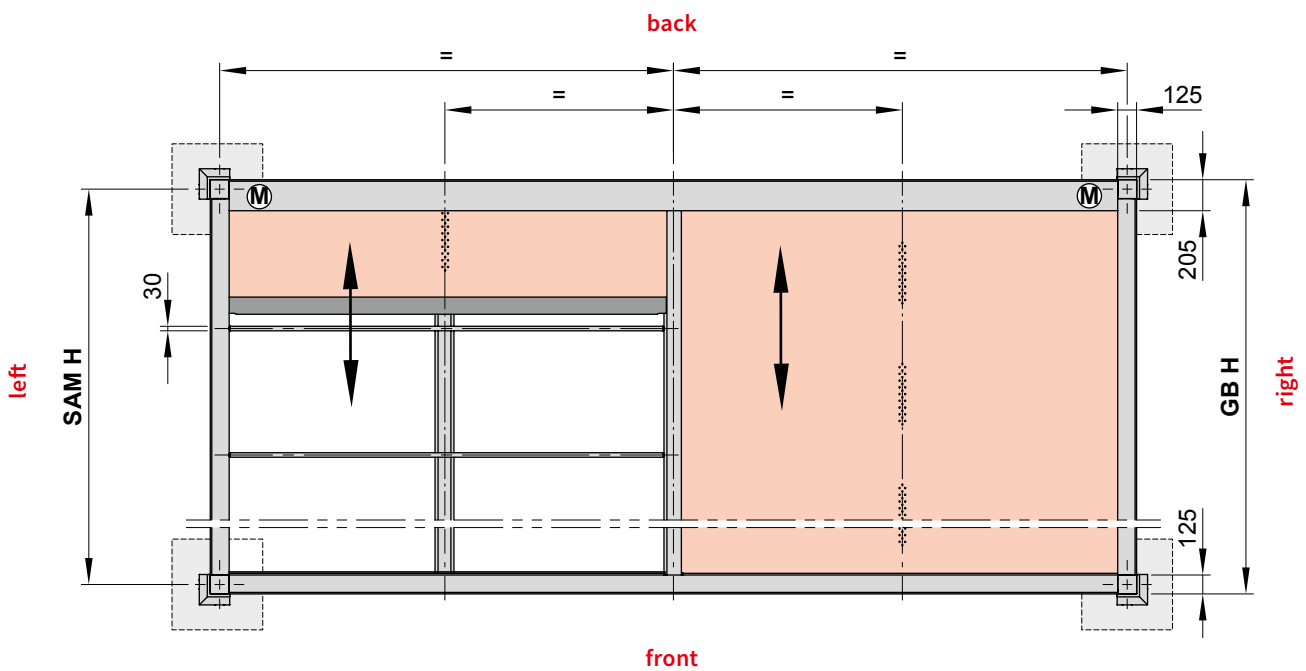 back
=
=
=
=
125
M
M
205
30
left
SAM H
GB H
right
125
front